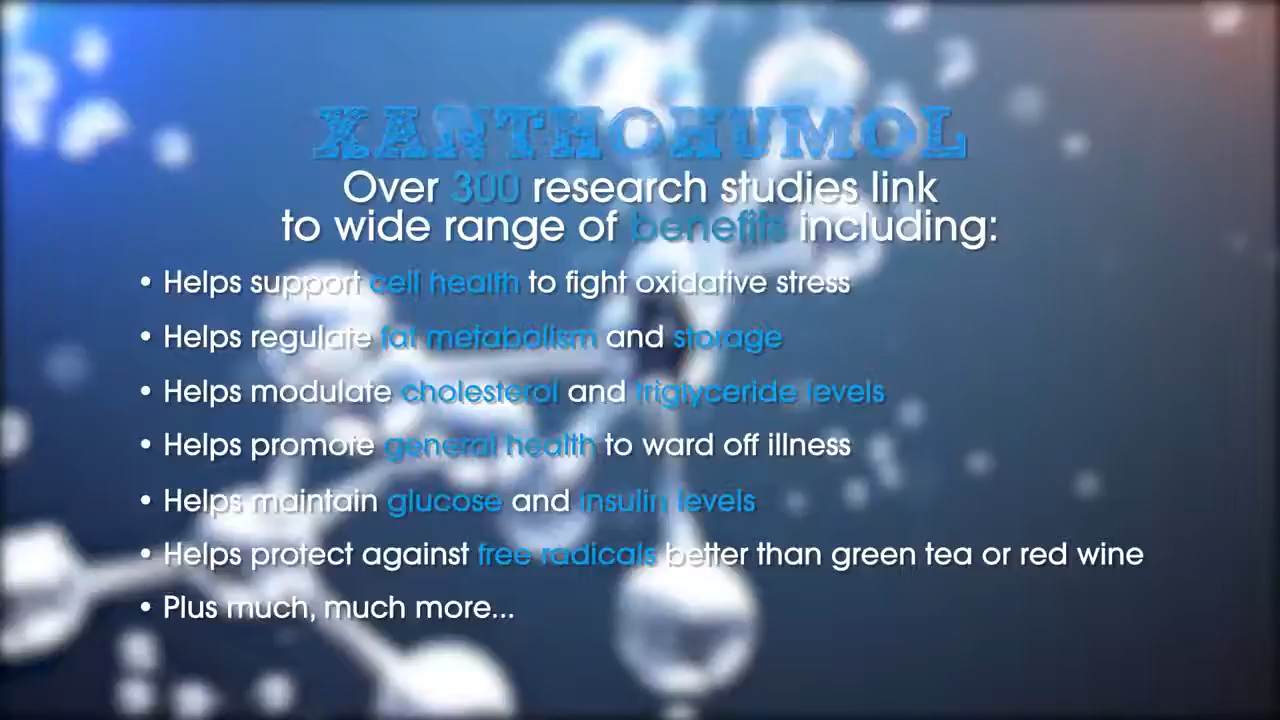 XANTHOHUMOL
Over 300 research studies link
to wide range of benefits including:
• Helps support cell health to fight oxidative stress
• Helps regulate fat metabolism and storage
• Helps modulate cholesterol and triglyceride levels
• Helps promote general health to ward off illness
• Helps maintain glucose and insulin levels
• Helps protect against free radicals better than green tea or red wine
• Plus much, much more...